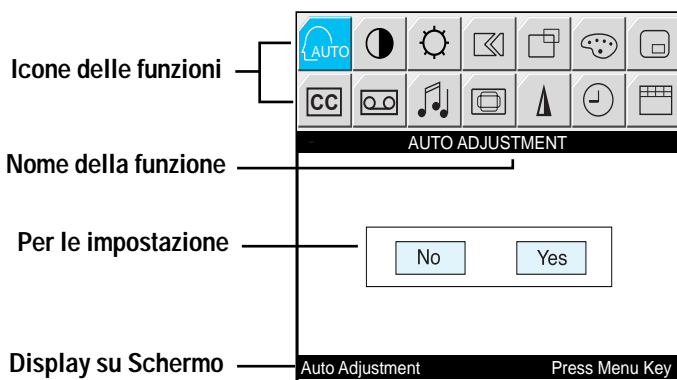 AUTO
Icone delle funzioni
CC
AUTO ADJUSTMENT
Nome della funzione
Per le impostazione
No Yes
Display su Schermo
Auto Adjustment Press Menu Key